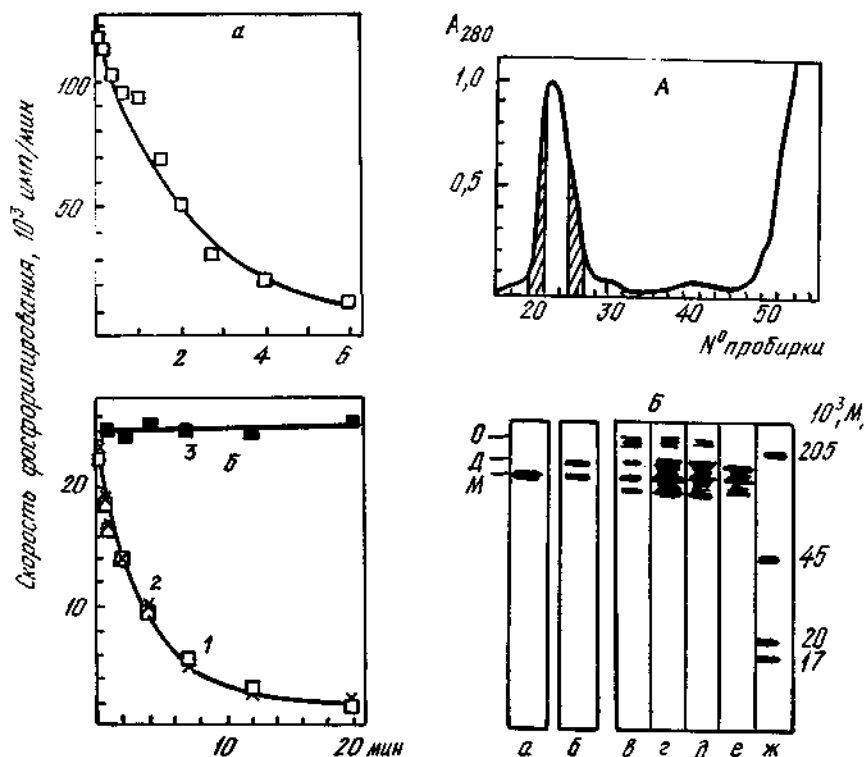 Скорость фосфорилирования, 10³ имп/мин
а
100
50
2 4 6
б
3
2
1
20
10
10 20 мин
A₂₈₀
А
1,0
0,5
20 30 40 50
N° пробирки
Б
10³, М,
О
Д
М
205
45
20
17
а б в г д е ж